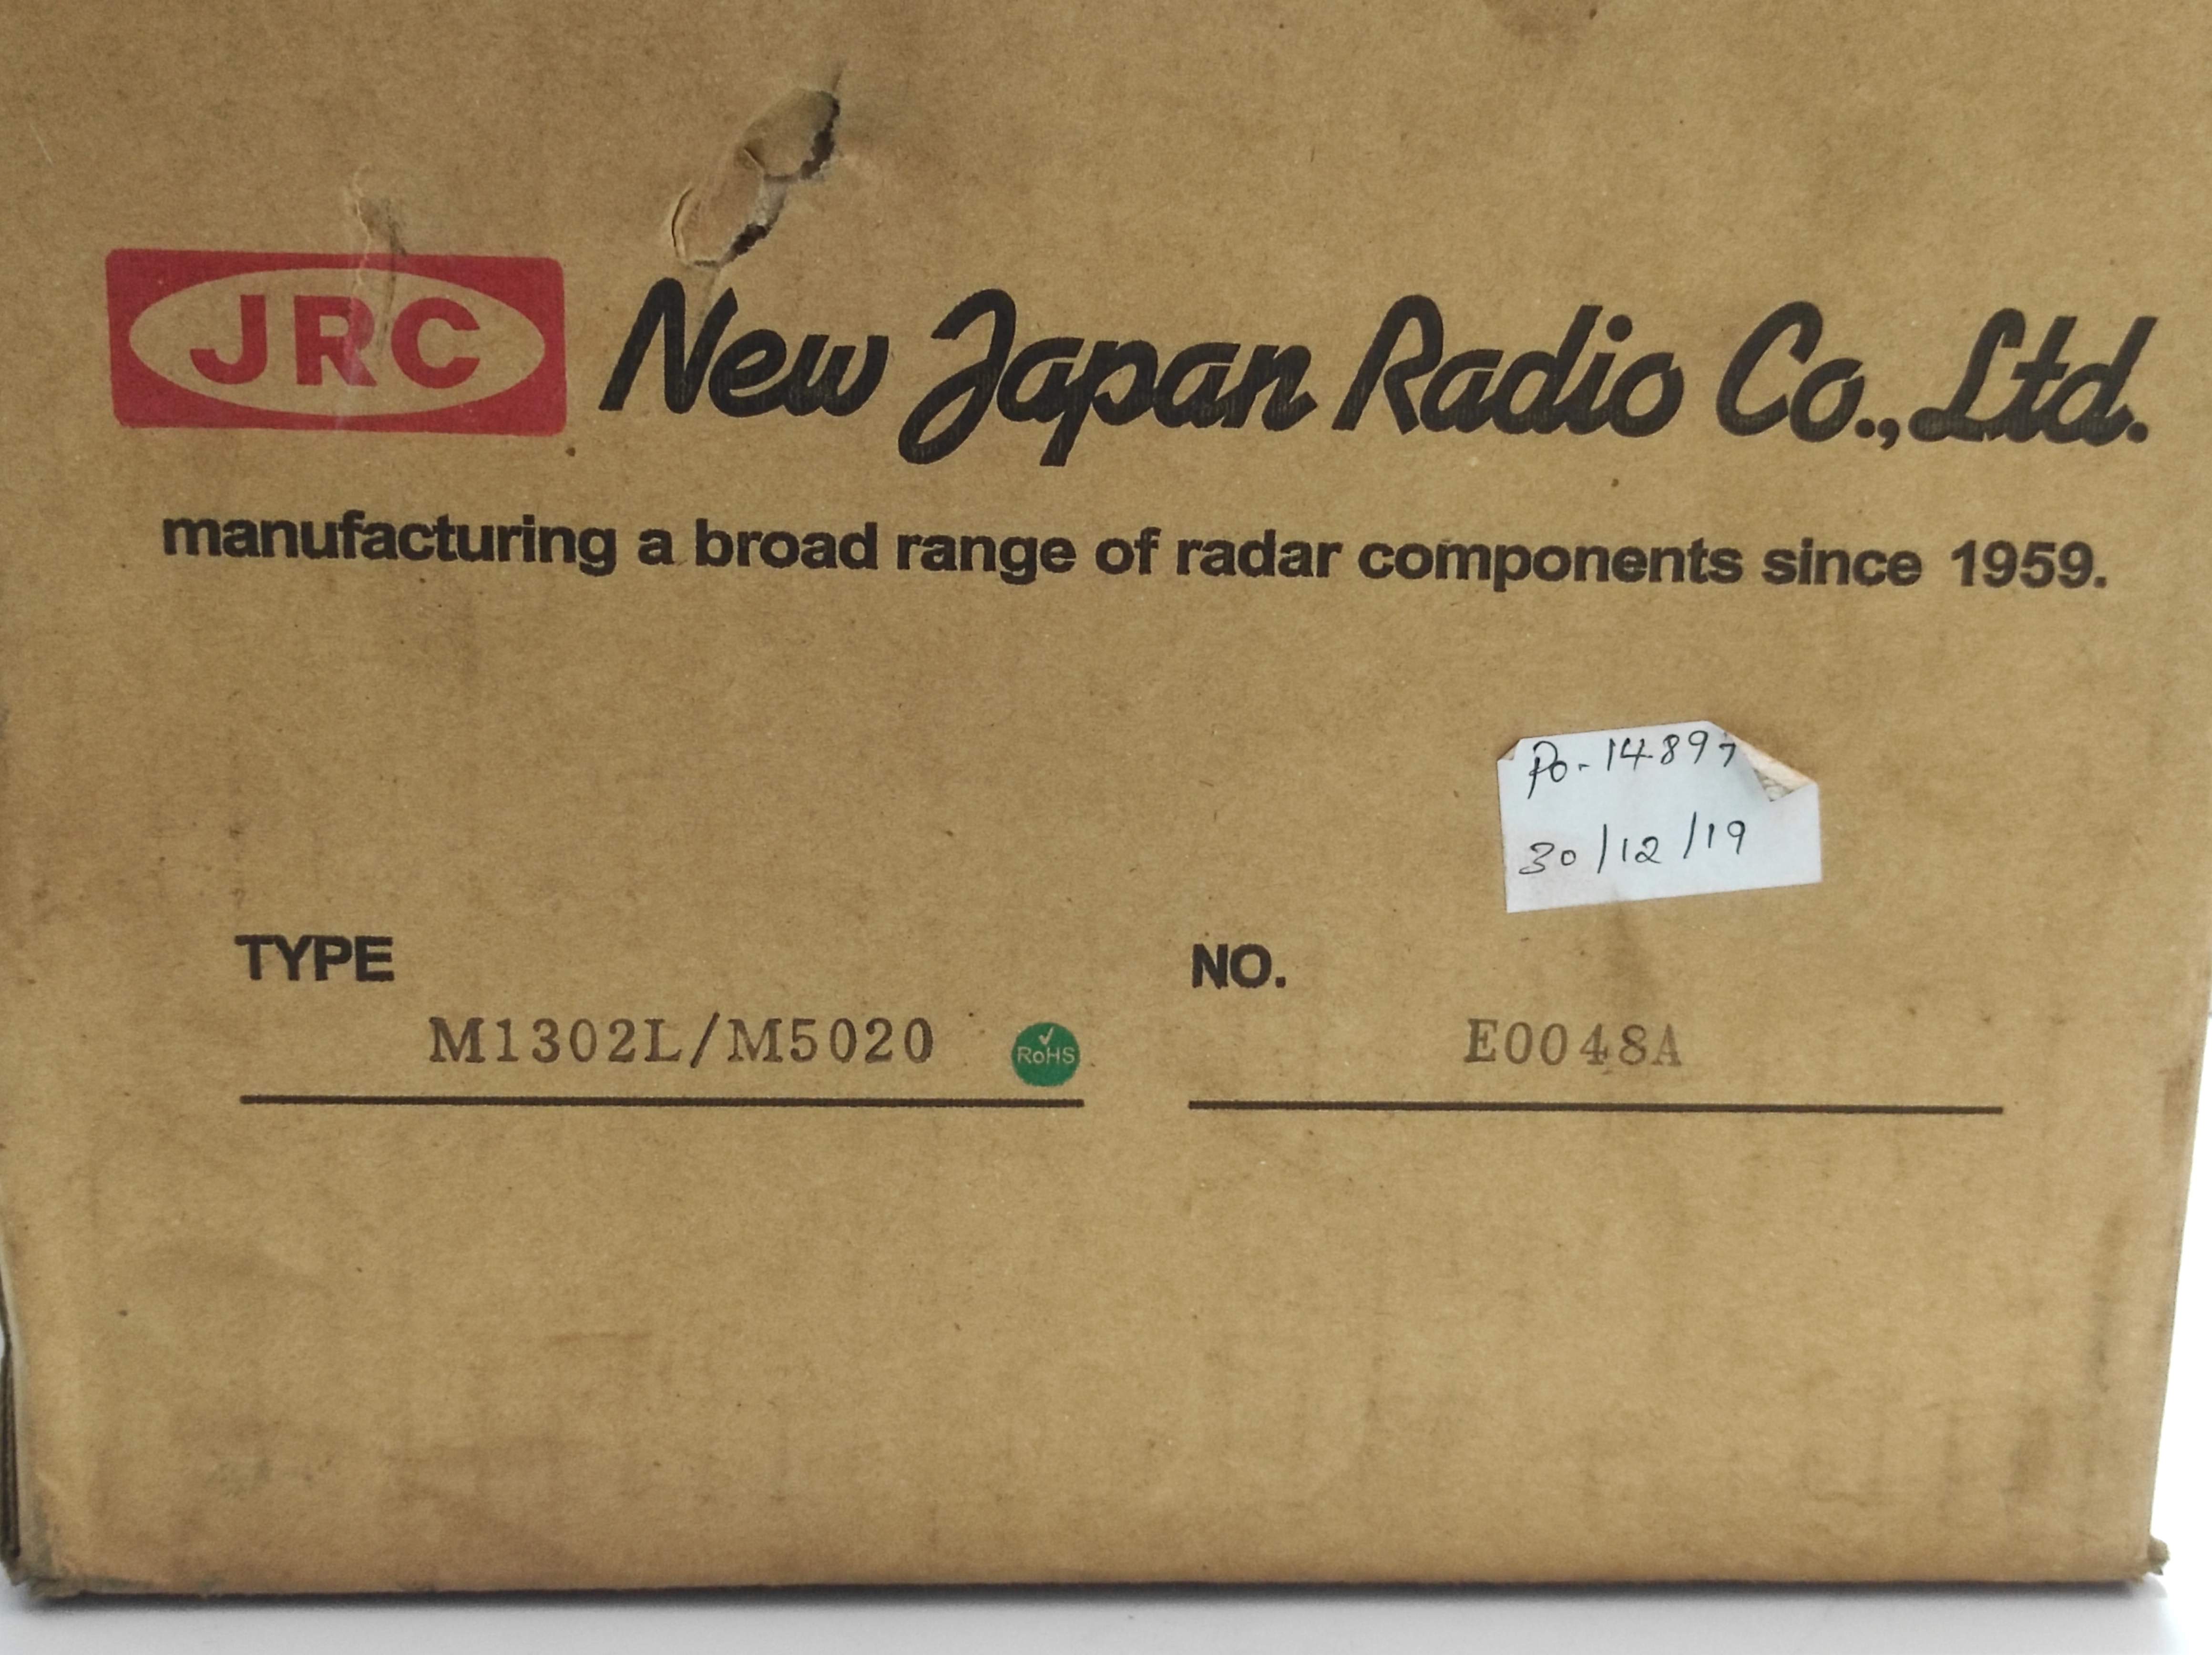 JRC New Japan Radio Co., Ltd.
manufacturing a broad range of radar components since 1959.
Po-14897
30/12/19
TYPE
M1302L/M5020
RoHS
NO.
E0048A